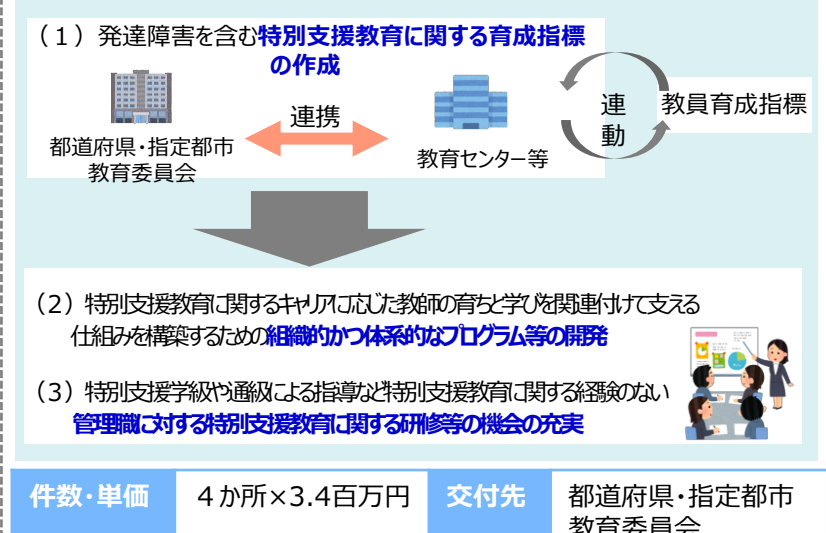 (1)発達障害を含む特別支援教育に関する育成指標
の作成
連携
都道府県・指定都市
教育委員会
教育センター等
連
動
教員育成指標
(2)特別支援教育に関するキャリアに応じた教師の育ちと学びを関連付けて支える
仕組みを構築するための組織的かつ体系的なプログラム等の開発
(3)特別支援学級や通級による指導など特別支援教育に関する経験のない
管理職に対する特別支援教育に関する研修等の機会の充実
件数・単価
4か所×3.4百万円
交付先
都道府県・指定都市
教育委員会